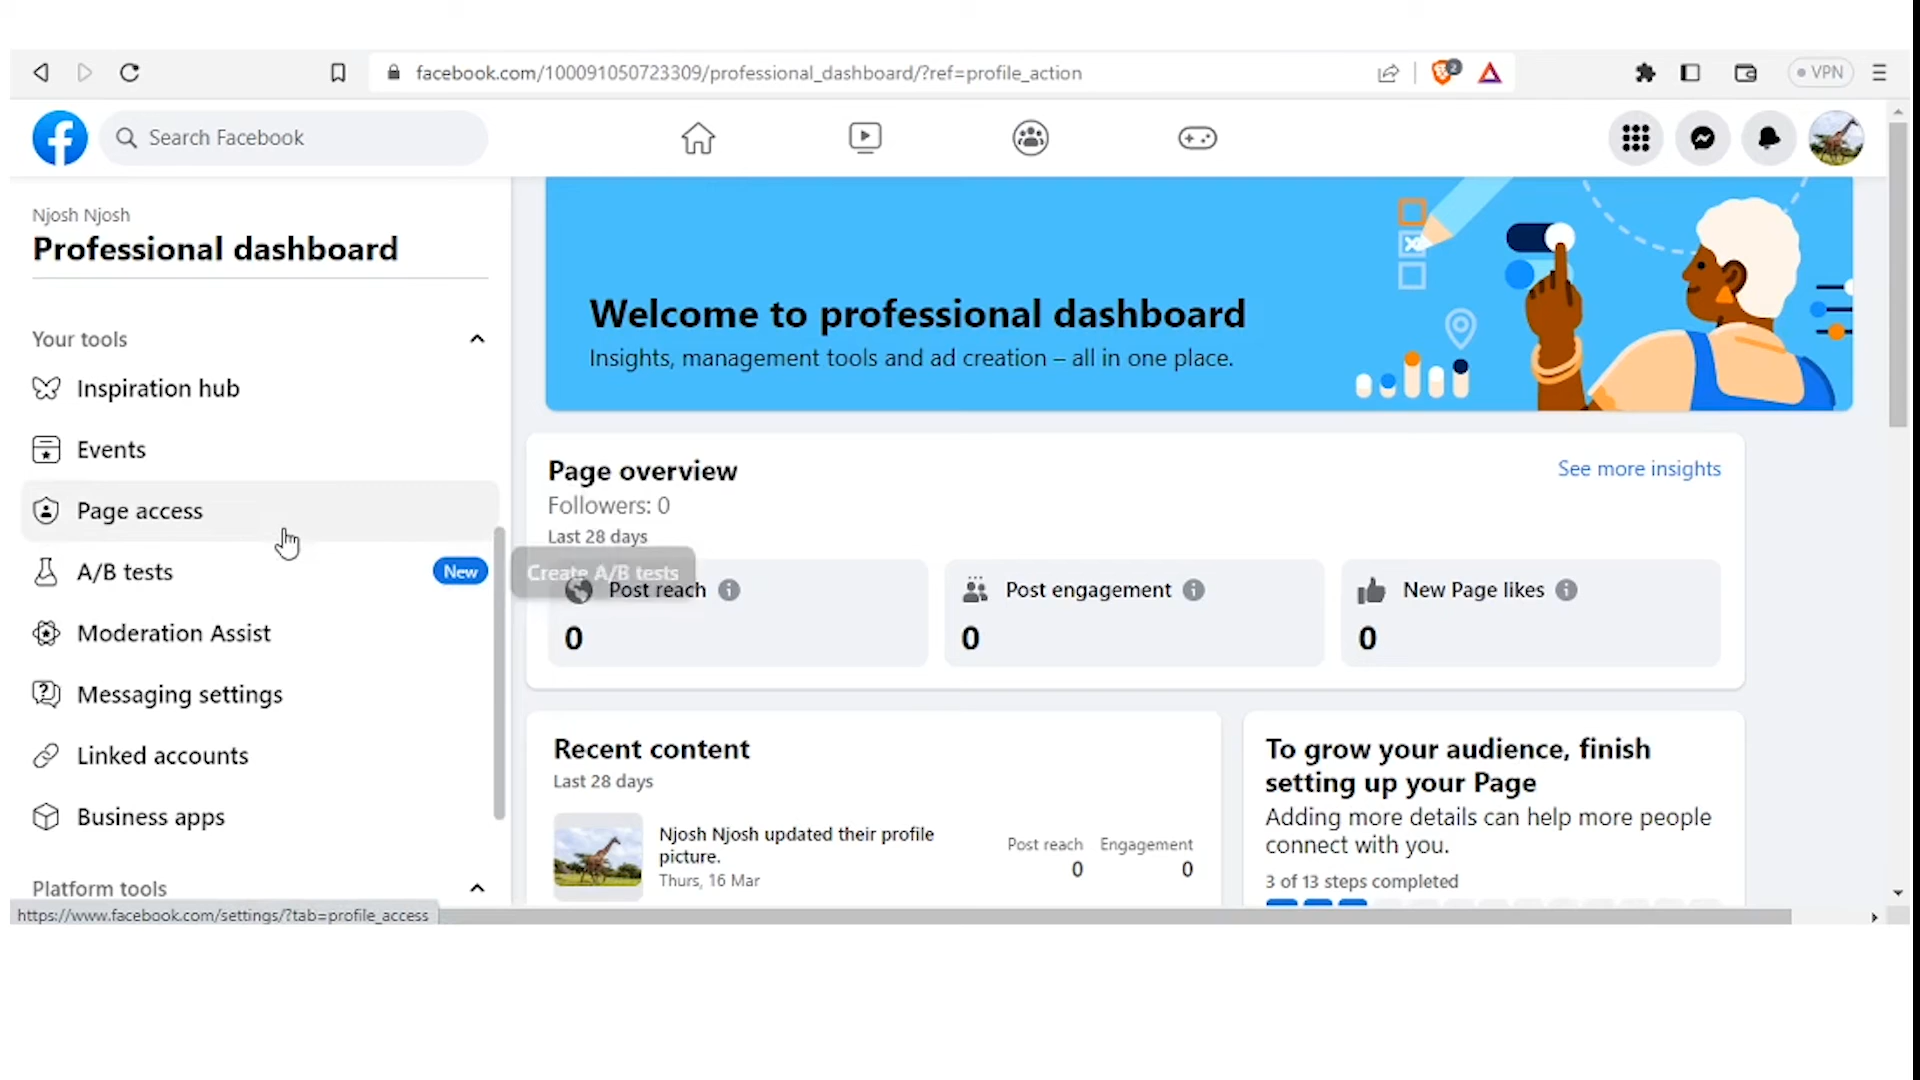 facebook.com/100091050723309/professional_dashboard/?ref=profile_action
2
VPN
Search Facebook
Njosh Njosh
Professional dashboard
Your tools
Inspiration hub
Events
Page access
A/B tests
New
Moderation Assist
Messaging settings
Linked accounts
Business apps
Platform tools
https://www.facebook.com/settings/?tab=profile_access
Welcome to professional dashboard
Insights, management tools and ad creation – all in one place.
Page overview
See more insights
Followers: 0
Last 28 days
Create A/B tests
Post reach
0
Post engagement
0
New Page likes
0
Recent content
Last 28 days
Njosh Njosh updated their profile
picture.
Thurs, 16 Mar
Post reach
0
Engagement
0
To grow your audience, finish
setting up your Page
Adding more details can help more people
connect with you.
3 of 13 steps completed